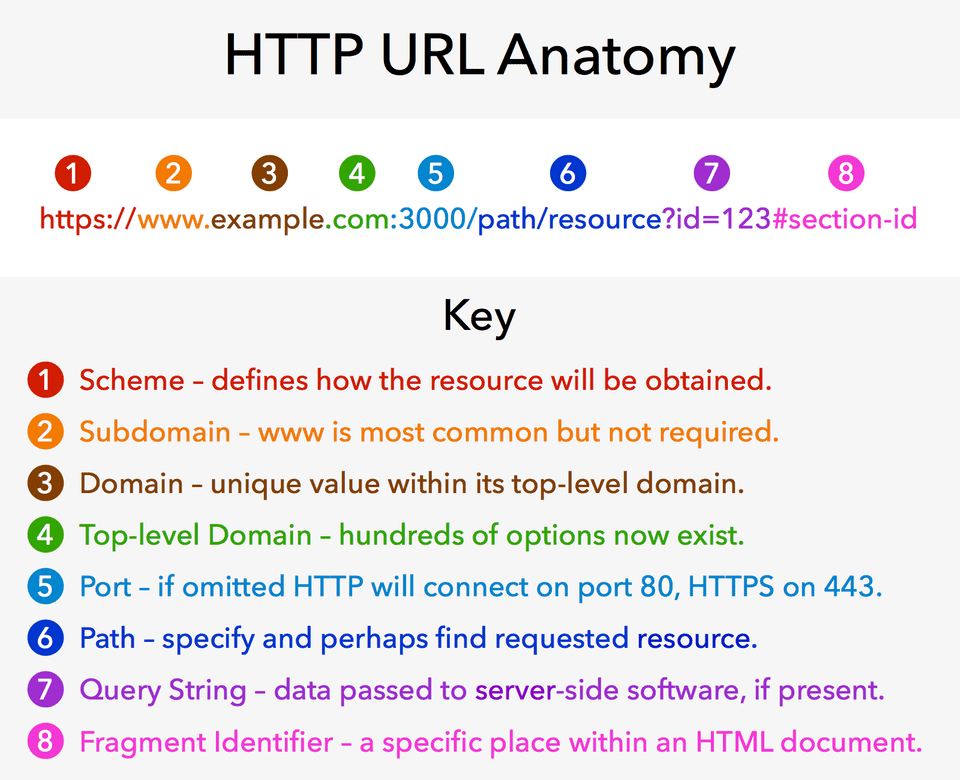 HTTP URL Anatomy
1 2 3 4 5 6 7 8
https://www.example.com:3000/path/resource?id=123#section-id
Key
1 Scheme – defines how the resource will be obtained.
2 Subdomain – www is most common but not required.
3 Domain – unique value within its top-level domain.
4 Top-level Domain – hundreds of options now exist.
5 Port – if omitted HTTP will connect on port 80, HTTPS on 443.
6 Path – specify and perhaps find requested resource.
7 Query String – data passed to server-side software, if present.
8 Fragment Identifier – a specific place within an HTML document.